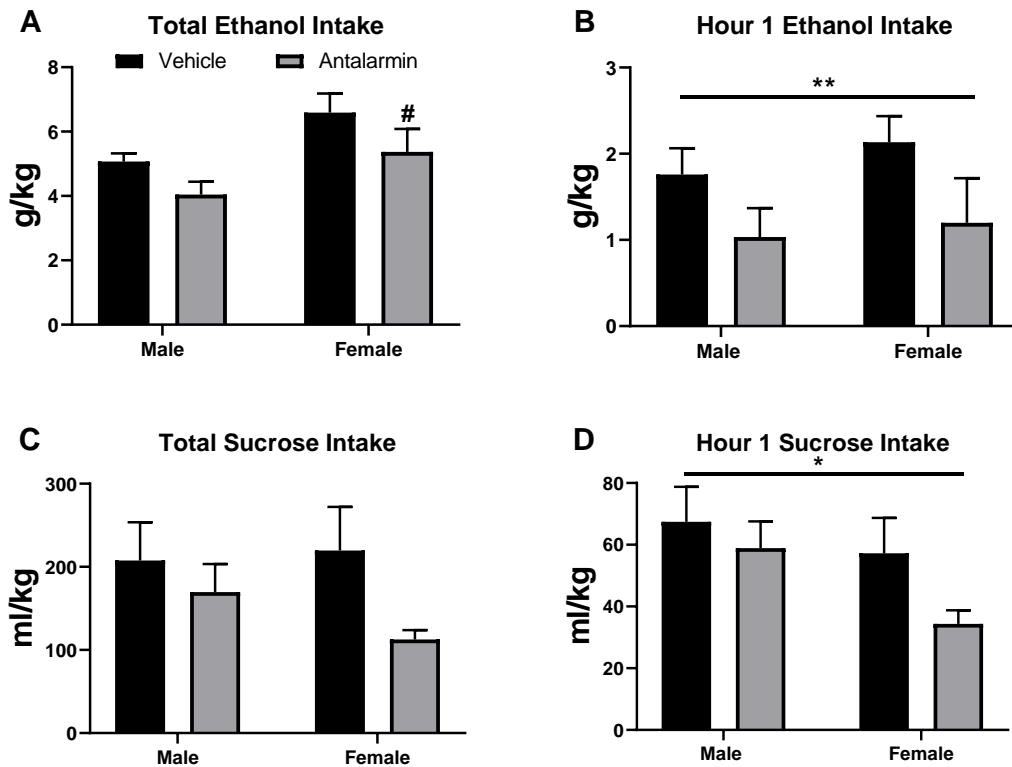 A
Total Ethanol Intake
Vehicle
Antalarmin
8
6
4
2
0
g/kg
#
Male
Female
B
Hour 1 Ethanol Intake
3
2
1
0
g/kg
**
Male
Female
C
Total Sucrose Intake
300
200
100
0
ml/kg
Male
Female
D
Hour 1 Sucrose Intake
*
80
60
40
20
0
ml/kg
Male
Female